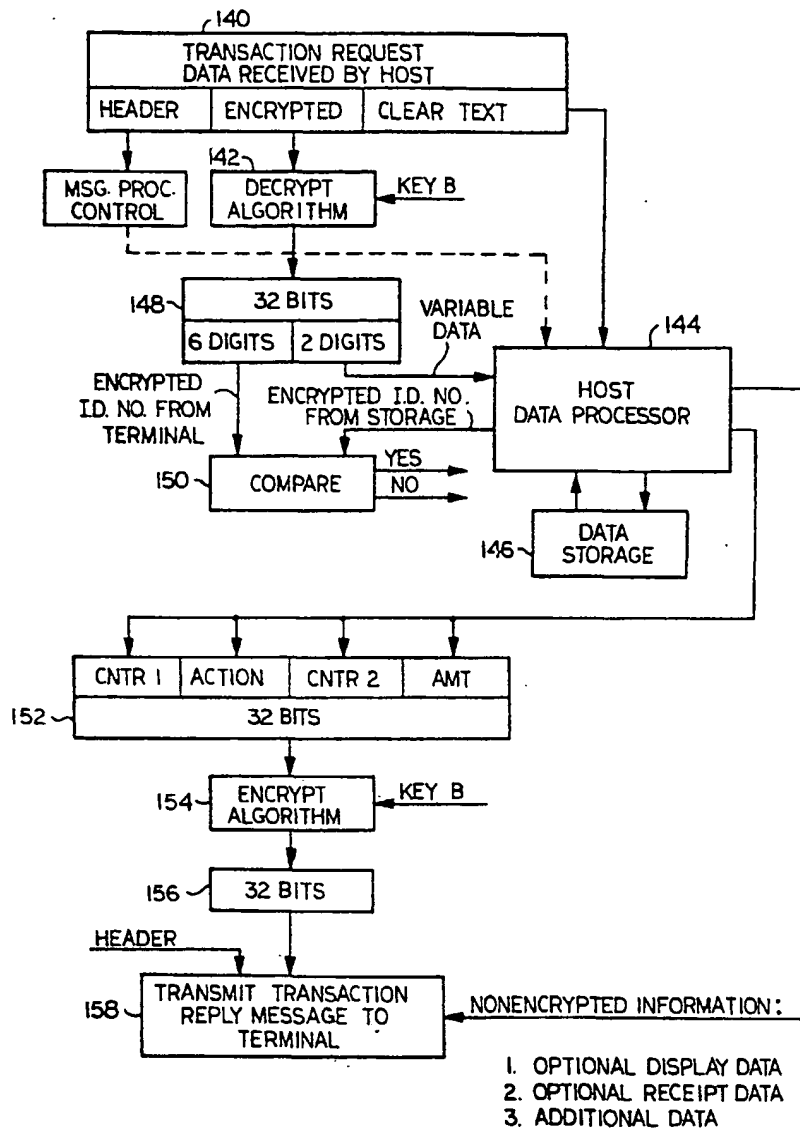 140
TRANSACTION REQUEST
DATA RECEIVED BY HOST
HEADER
ENCRYPTED
CLEAR TEXT
142
MSG. PROC.
CONTROL
DECRYPT
ALGORITHM
KEY B
148
32 BITS
6 DIGITS
2 DIGITS
VARIABLE
DATA
144
HOST
DATA PROCESSOR
ENCRYPTED
I.D. NO. FROM
TERMINAL
ENCRYPTED I.D. NO.
FROM STORAGE
150
COMPARE
YES
NO
146
DATA
STORAGE
CNTR 1
ACTION
CNTR 2
AMT
152
32 BITS
154
ENCRYPT
ALGORITHM
KEY B
156
32 BITS
HEADER
158
TRANSMIT TRANSACTION
REPLY MESSAGE TO
TERMINAL
NONENCRYPTED INFORMATION:
1. OPTIONAL DISPLAY DATA
2. OPTIONAL RECEIPT DATA
3. ADDITIONAL DATA